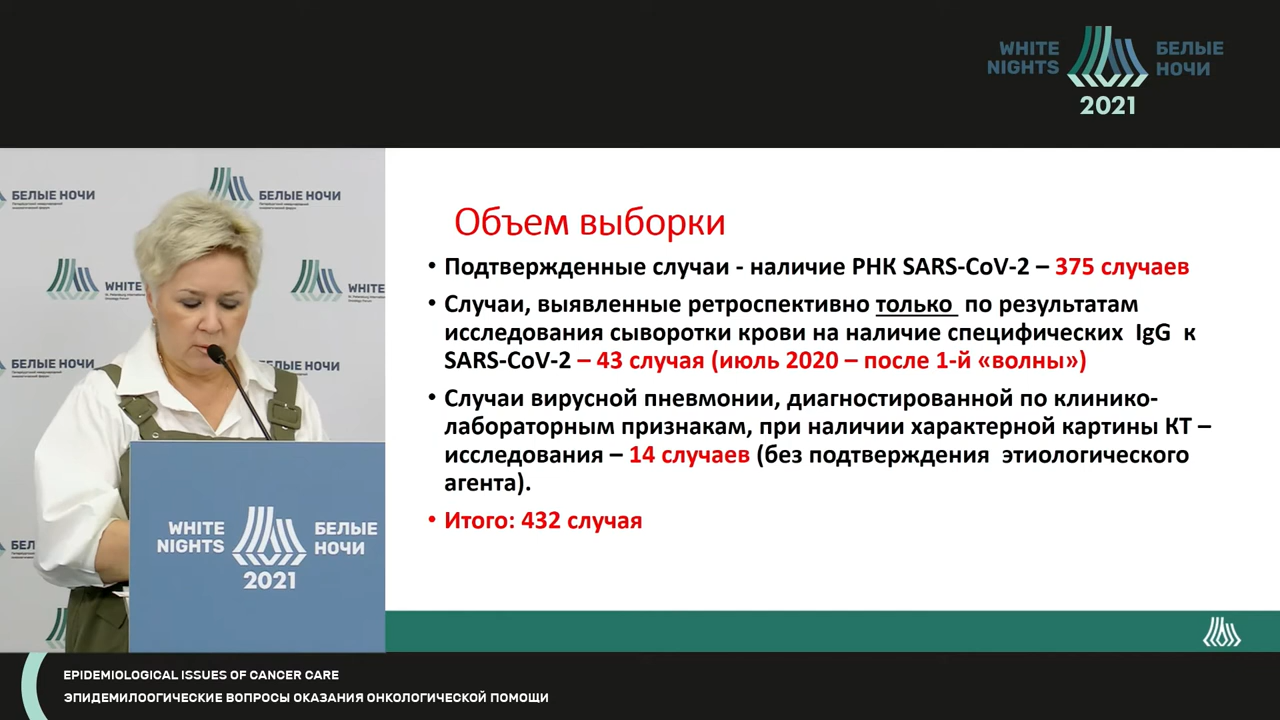 WHITE NIGHTS
БЕЛЫЕ НОЧИ
2021
БЕЛЫЕ НОЧИ
БЕЛЫЕ НОЧИ
WHITE
WHITE
БЕЛЫЕ НОЧИ
WHITE NIGHTS
БЕЛЫЕ НОЧИ
2021
Объем выборки
• Подтвержденные случаи - наличие РНК SARS-CoV-2 – 375 случаев
• Случаи, выявленные ретроспективно только по результатам
исследования сыворотки крови на наличие специфических IgG к
SARS-CoV-2 – 43 случая (июль 2020 – после 1-й «волны»)
• Случаи вирусной пневмонии, диагностированной по клинико-
лабораторным признакам, при наличии характерной картины КТ –
исследования – 14 случаев (без подтверждения этиологического
агента).
• Итого: 432 случая
EPIDEMIOLOGICAL ISSUES OF CANCER CARE
ЭПИДЕМИЛООГИЧЕСКИЕ ВОПРОСЫ ОКАЗАНИЯ ОНКОЛОГИЧЕСКОЙ ПОМОЩИ